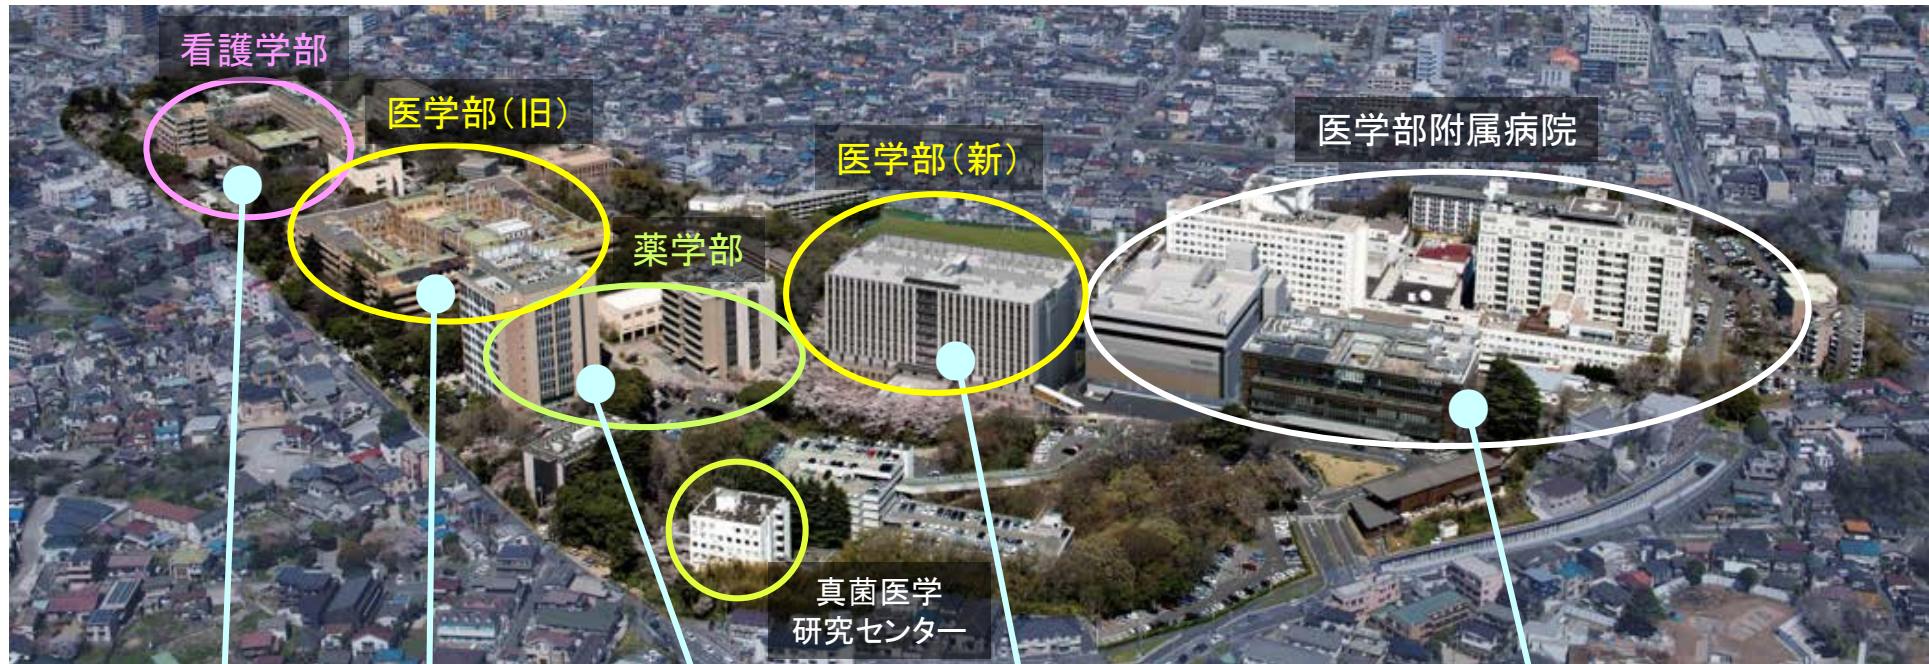 看護学部
医学部（旧）
医学部（新）
医学部附属病院
薬学部
真菌医学
研究センター